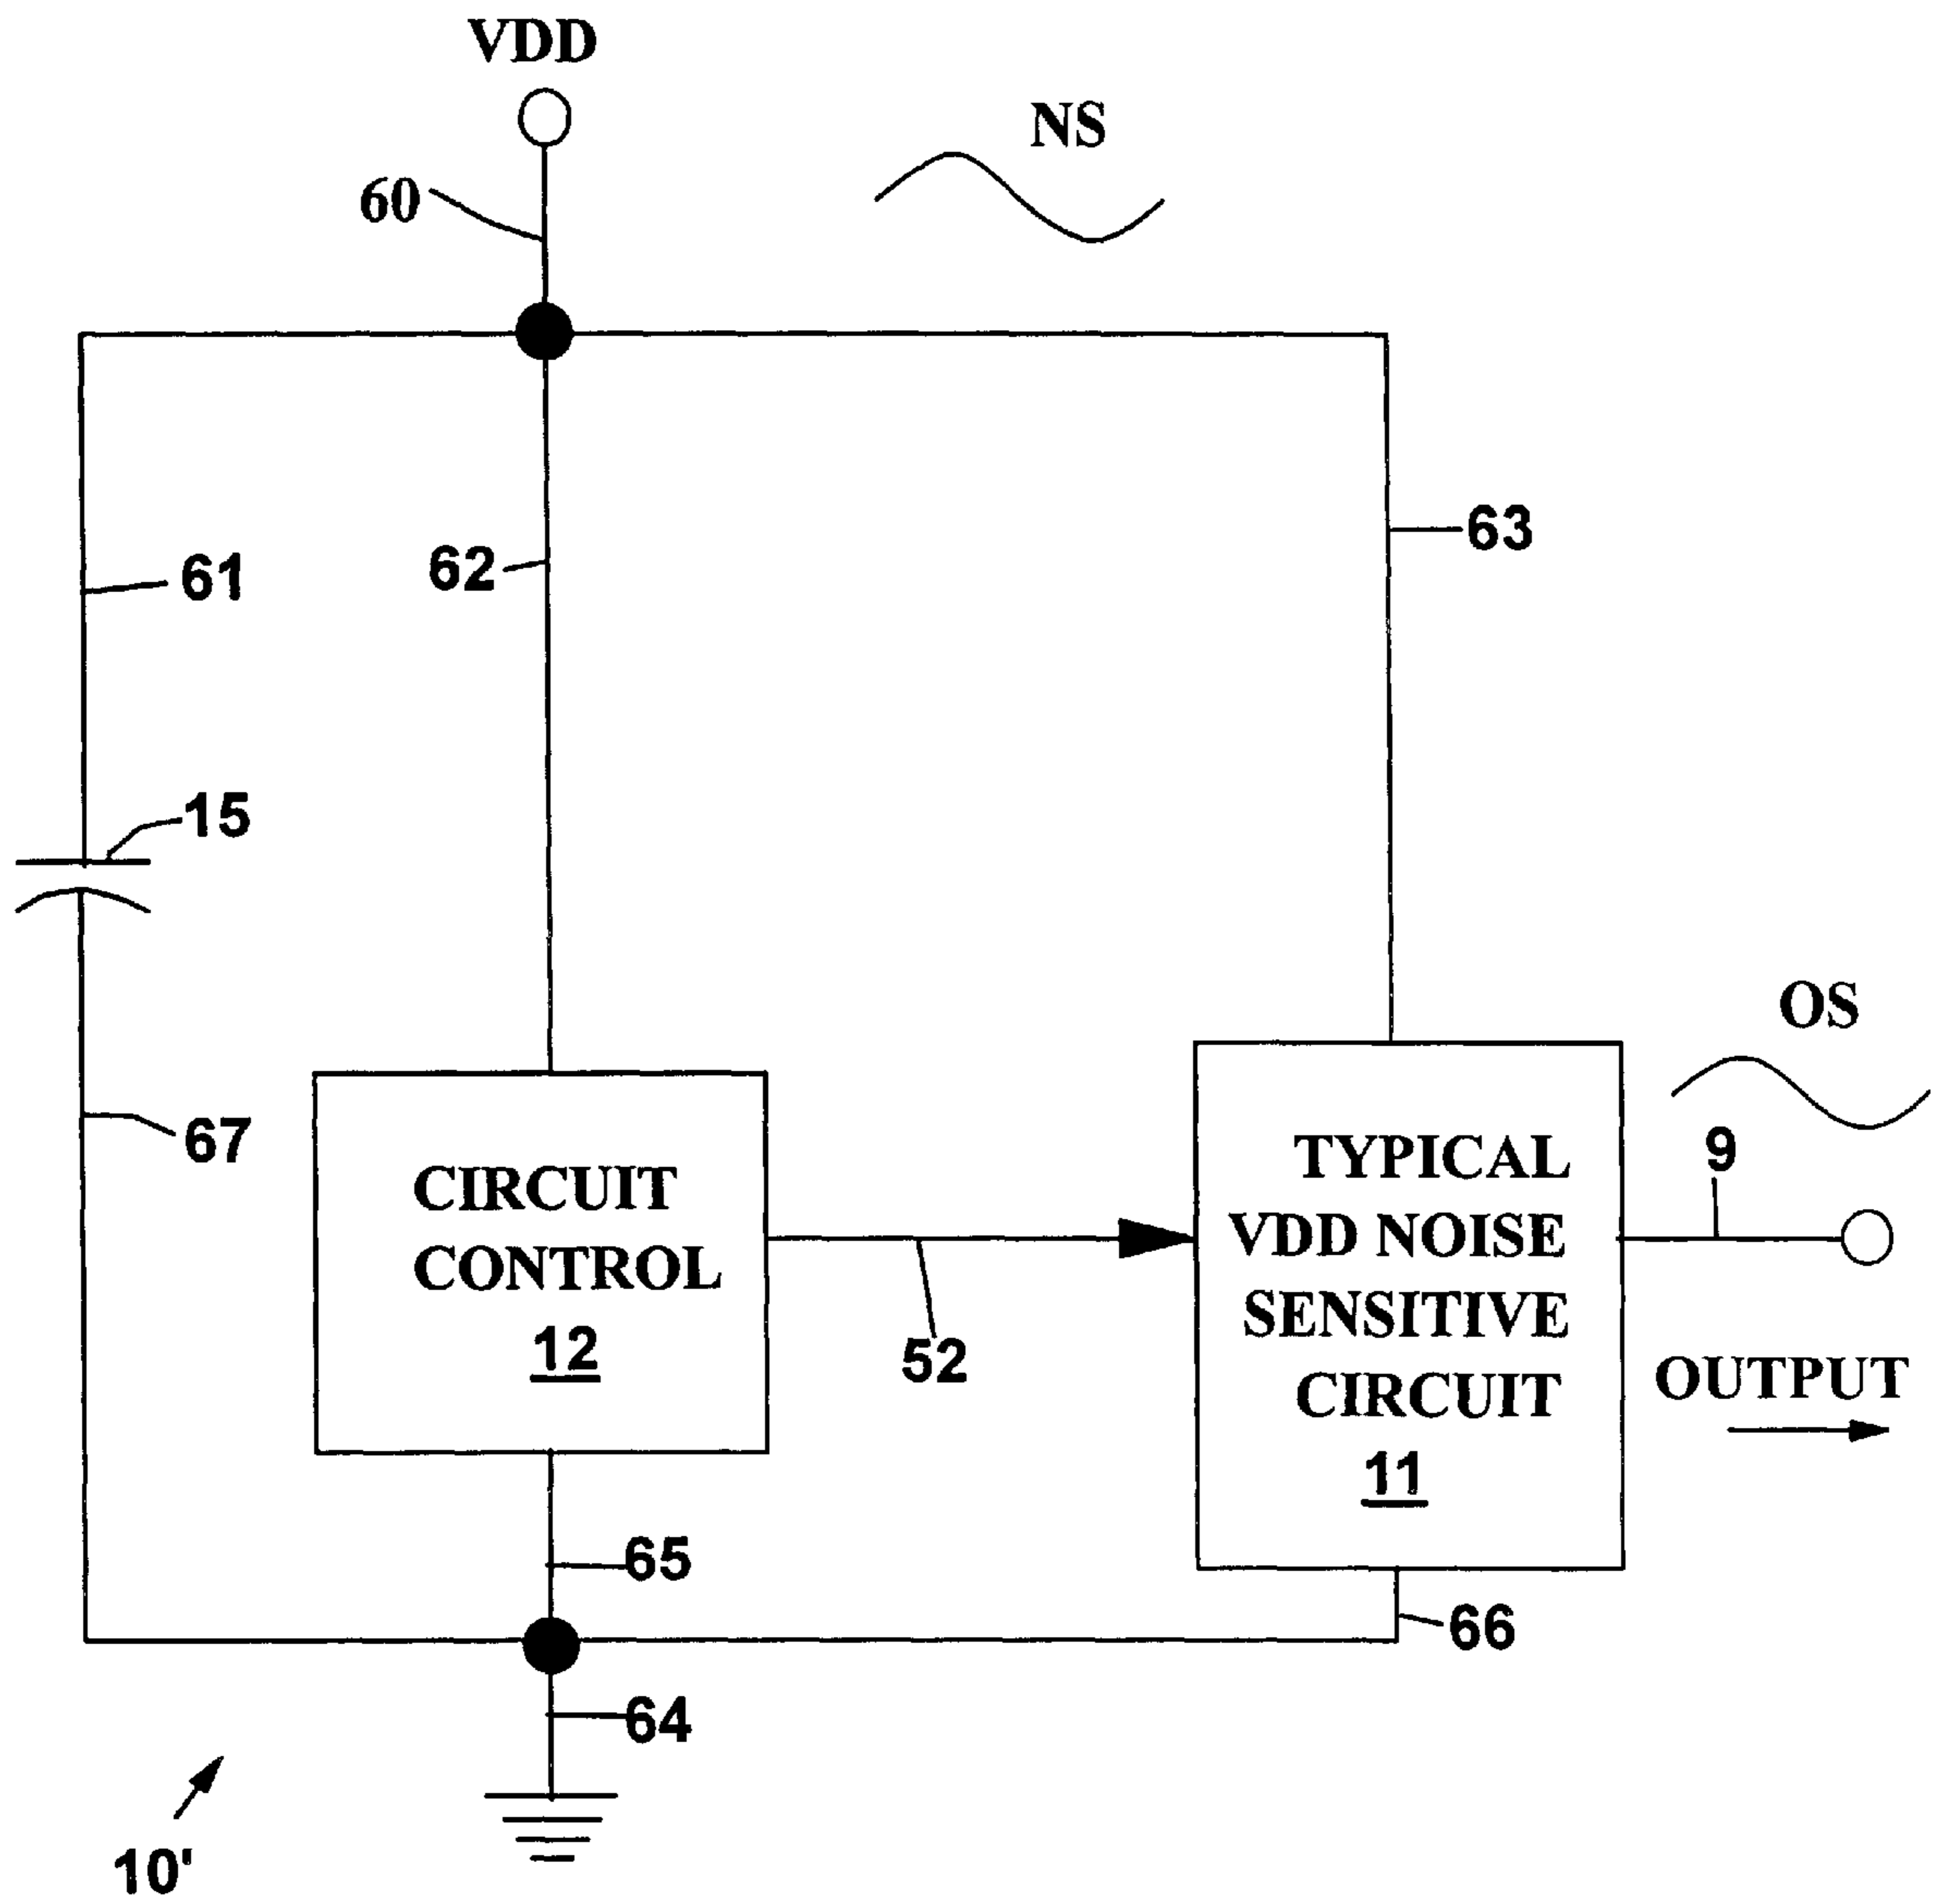 VDD
NS
60
63
62
61
15
OS
67
9
TYPICAL
VDD NOISE
SENSITIVE
CIRCUIT
11
CIRCUIT
CONTROL
12
52
OUTPUT
65
66
64
10'